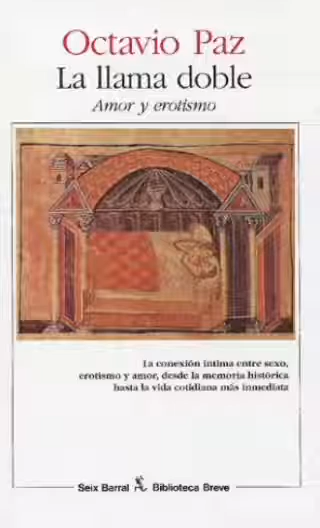 Octavio Paz
La llama doble
Amor y erotismo
La conexión íntima entre sexo,
erotismo y amor, desde la memoria histórica
hasta la vida cotidiana más inmediata
Seix Barral Biblioteca Breve